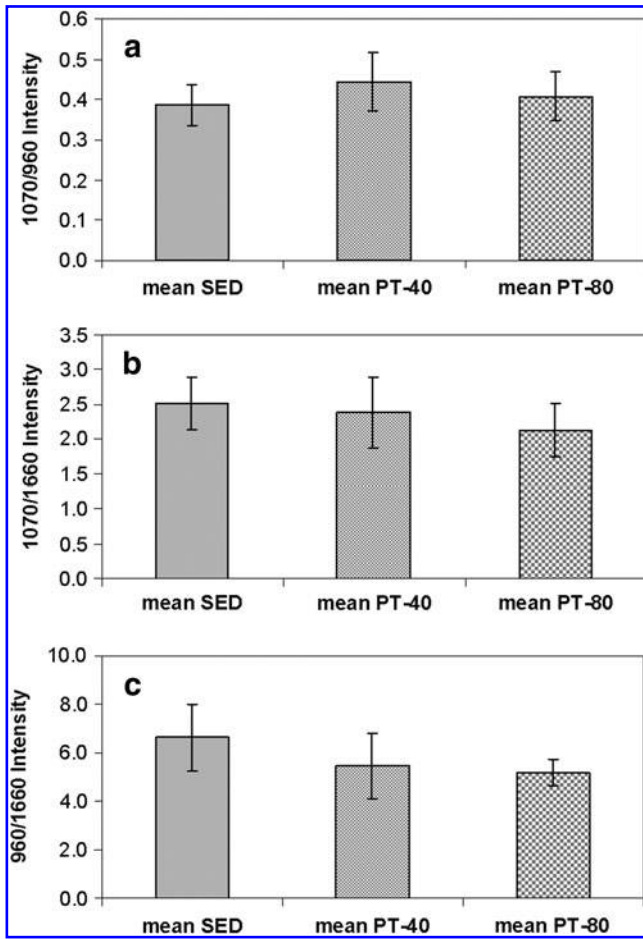 a
1070/960 Intensity
0.6
0.5
0.4
0.3
0.2
0.1
0.0
mean SED mean PT-40 mean PT-80
b
1070/1660 Intensity
3.5
3.0
2.5
2.0
1.5
1.0
0.5
0.0
mean SED mean PT-40 mean PT-80
c
960/1660 Intensity
10.0
8.0
6.0
4.0
2.0
0.0
mean SED mean PT-40 mean PT-80